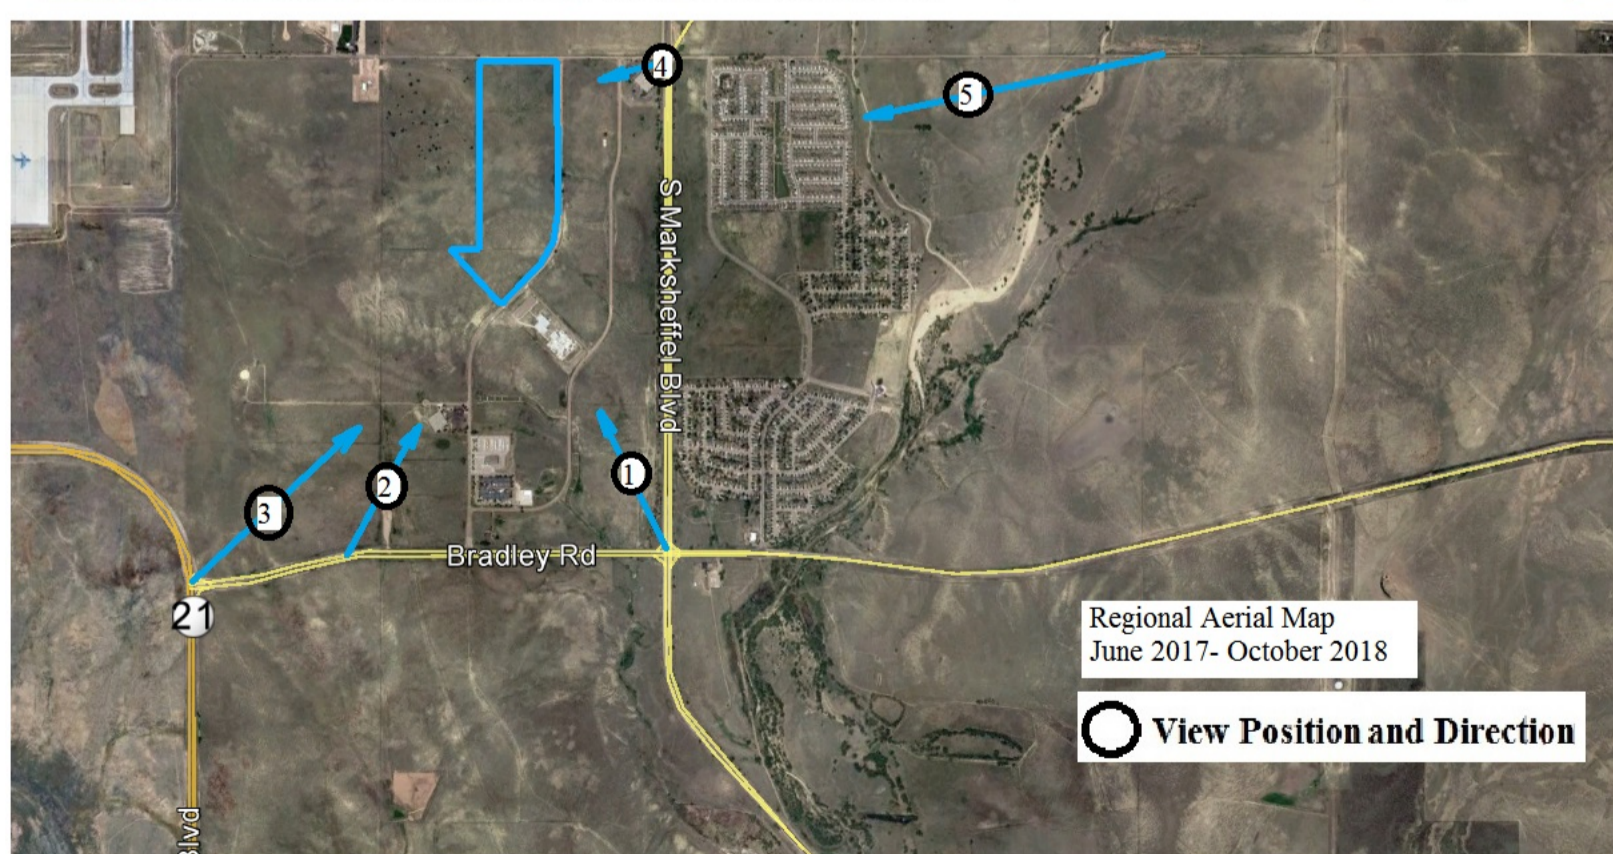 4
5
S Marksheffel Blvd
1
2
3
Bradley Rd
21
Regional Aerial Map
June 2017- October 2018
View Position and Direction
Blvd